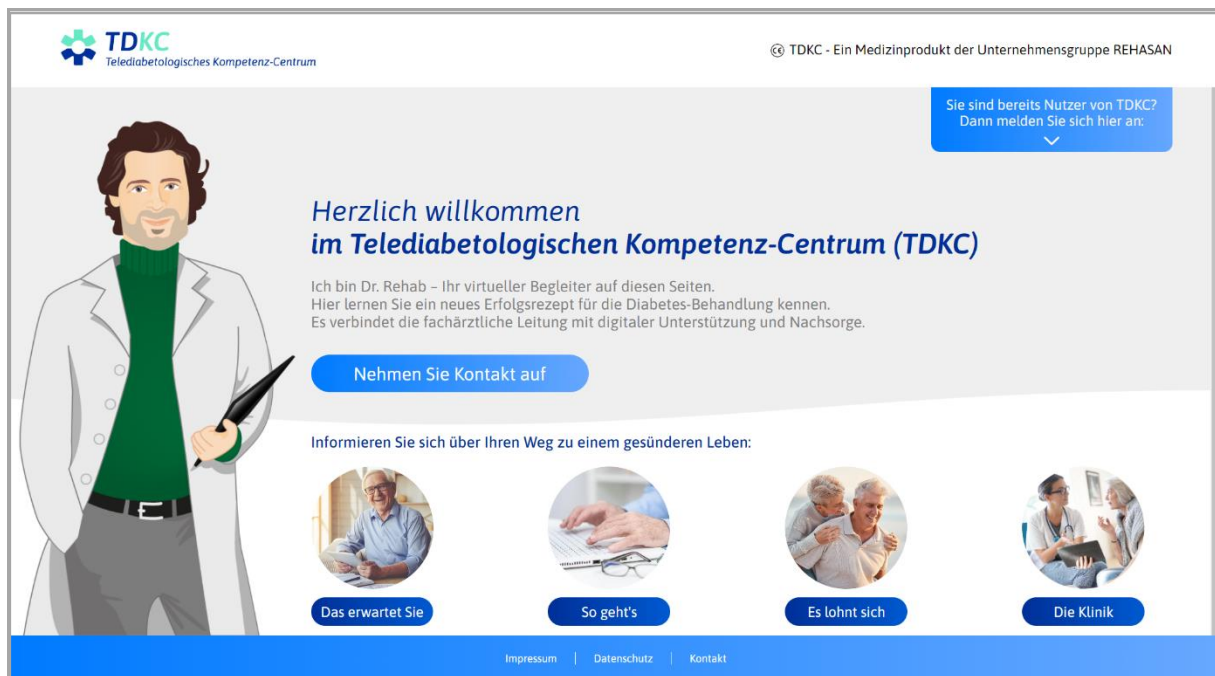 TDKC
Telediabetologisches Kompetenz-Centrum
CE TDKC - Ein Medizinprodukt der Unternehmensgruppe REHASAN
Sie sind bereits Nutzer von TDKC?
Dann melden Sie sich hier an:
Herzlich willkommen
im Telediabetologischen Kompetenz-Centrum (TDKC)
Ich bin Dr. Rehab – Ihr virtueller Begleiter auf diesen Seiten.
Hier lernen Sie ein neues Erfolgsrezept für die Diabetes-Behandlung kennen.
Es verbindet die fachärztliche Leitung mit digitaler Unterstützung und Nachsorge.
Nehmen Sie Kontakt auf
Informieren Sie sich über Ihren Weg zu einem gesünderen Leben:
Das erwartet Sie
So geht's
Es lohnt sich
Die Klinik
Impressum | Datenschutz | Kontakt